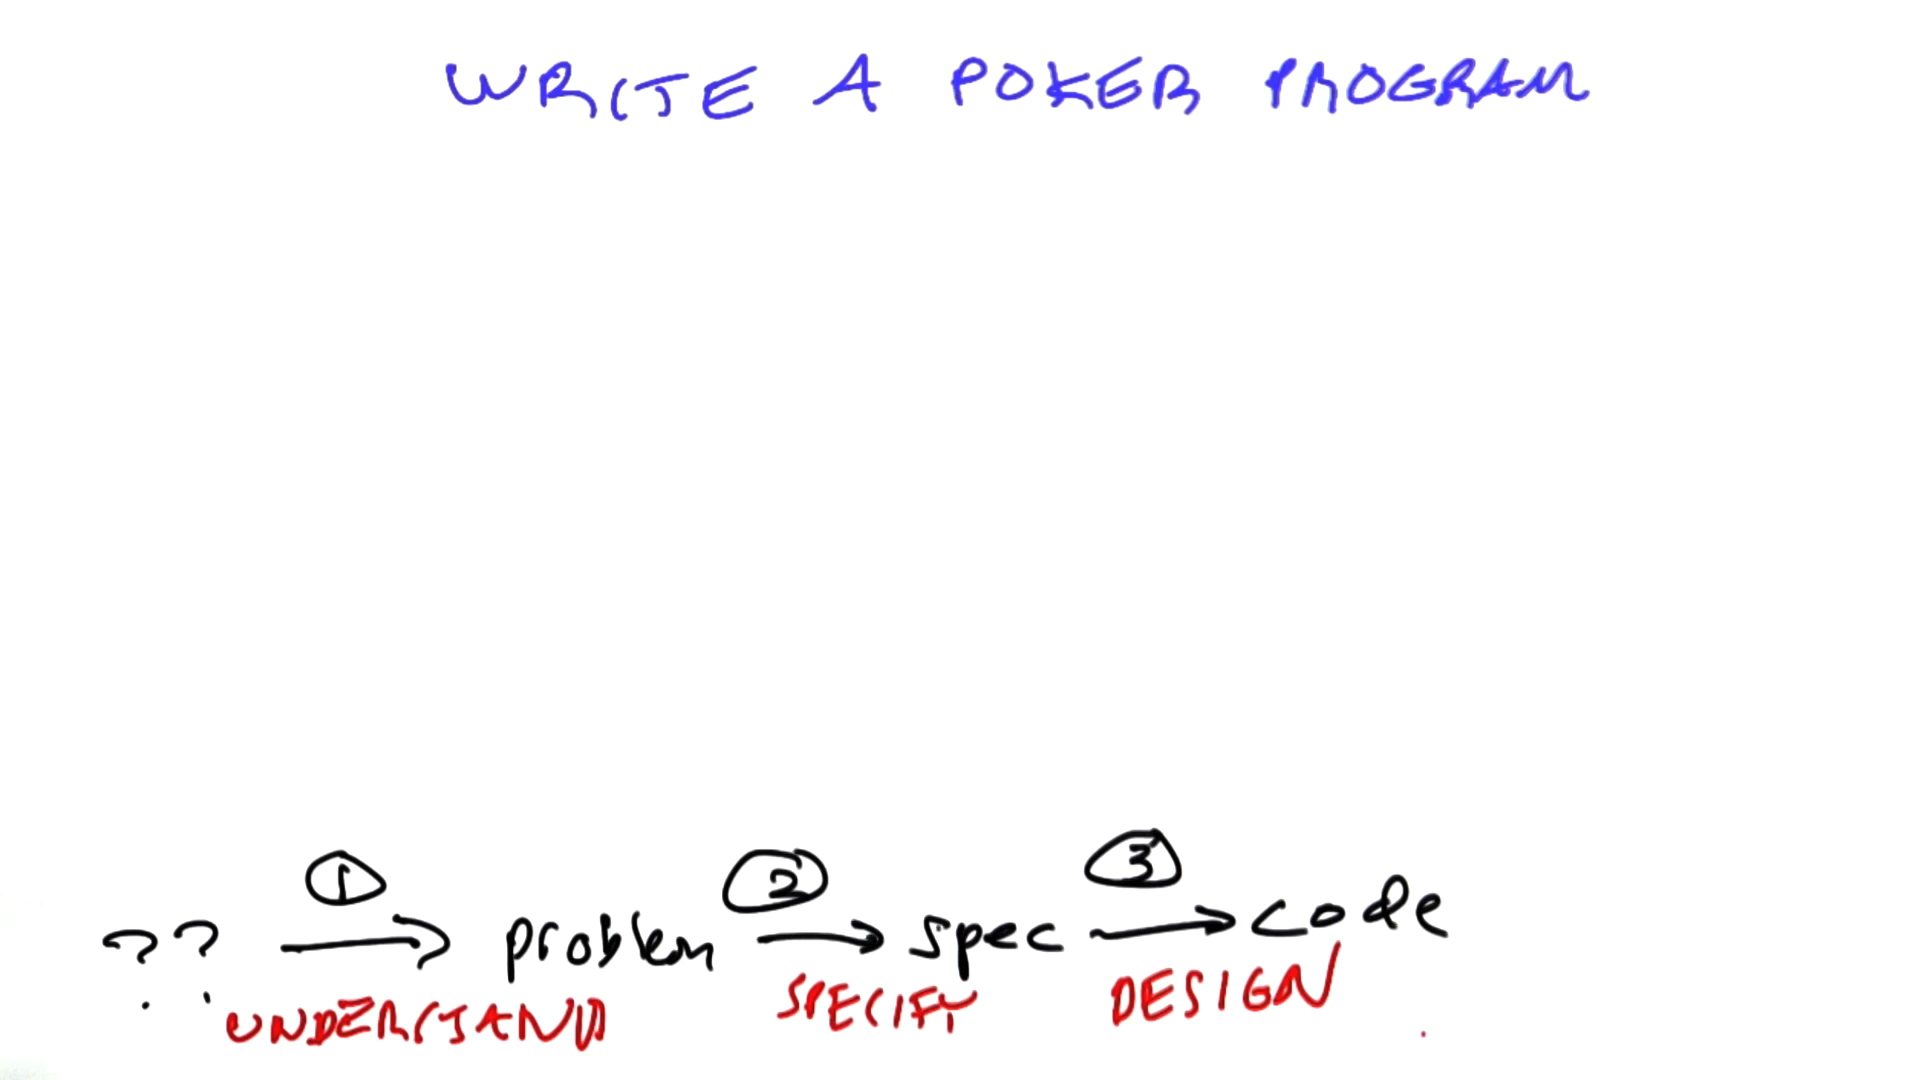 WRITE A POKER PROGRAM
① ② ③
?? → problem → spec → code
UNDERSTAND SPECIFY DESIGN